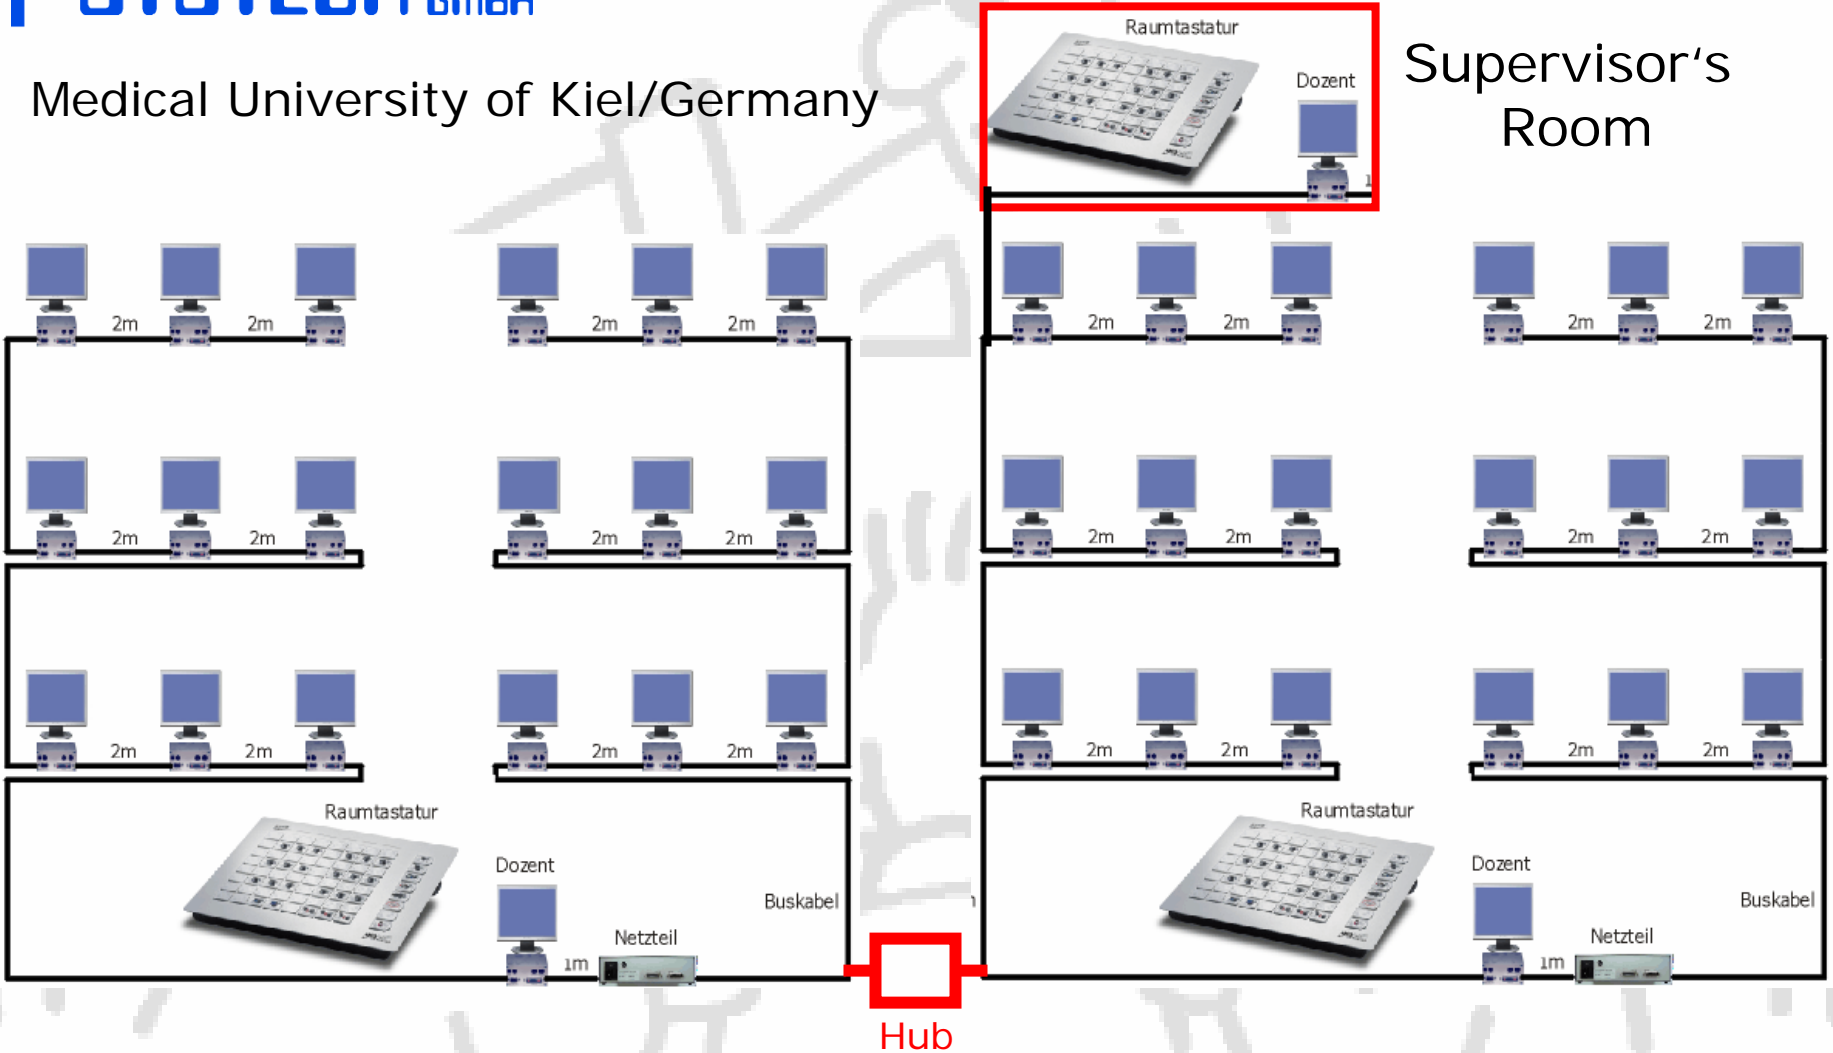 GmbH
Medical University of Kiel/Germany
Raumtastatur
Dozent
Supervisor‘s
Room
2m 2m 2m 2m 2m 2m 2m 2m
2m 2m 2m 2m 2m 2m 2m 2m
2m 2m 2m 2m 2m 2m 2m 2m
Raumtastatur
Dozent
Buskabel
Netzteil
1m
Raumtastatur
Dozent
Buskabel
Netzteil
1m
Hub